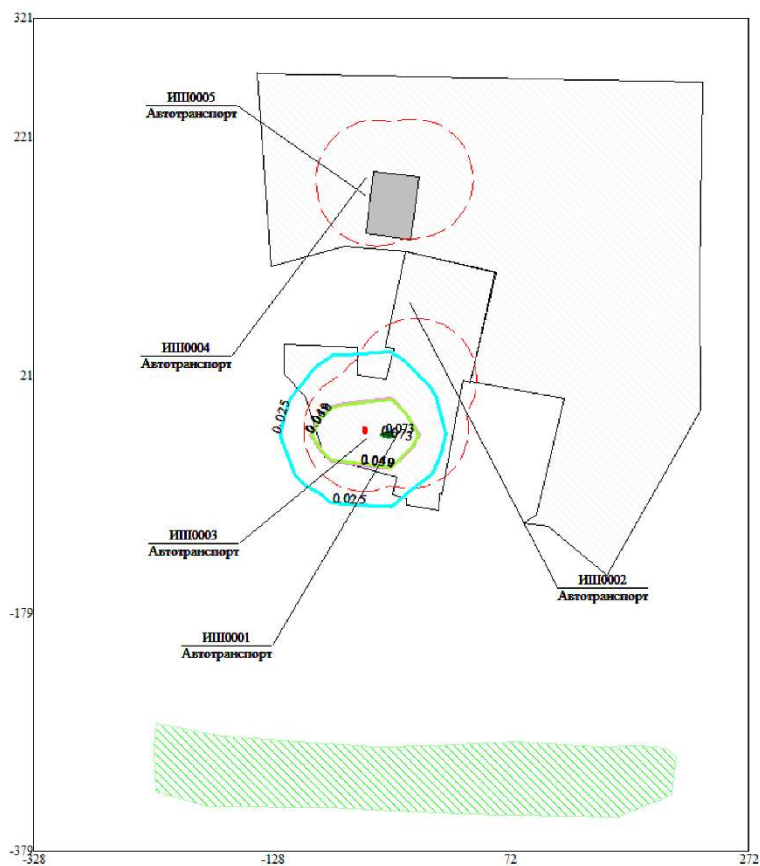 321
ИШ0005
Автотранспорт
221
ИШ0004
Автотранспорт
21
0.025
0.073
0.025
ИШ0003
Автотранспорт
ИШ0002
Автотранспорт
-179
ИШ0001
Автотранспорт
-379
-328
-128
72
272